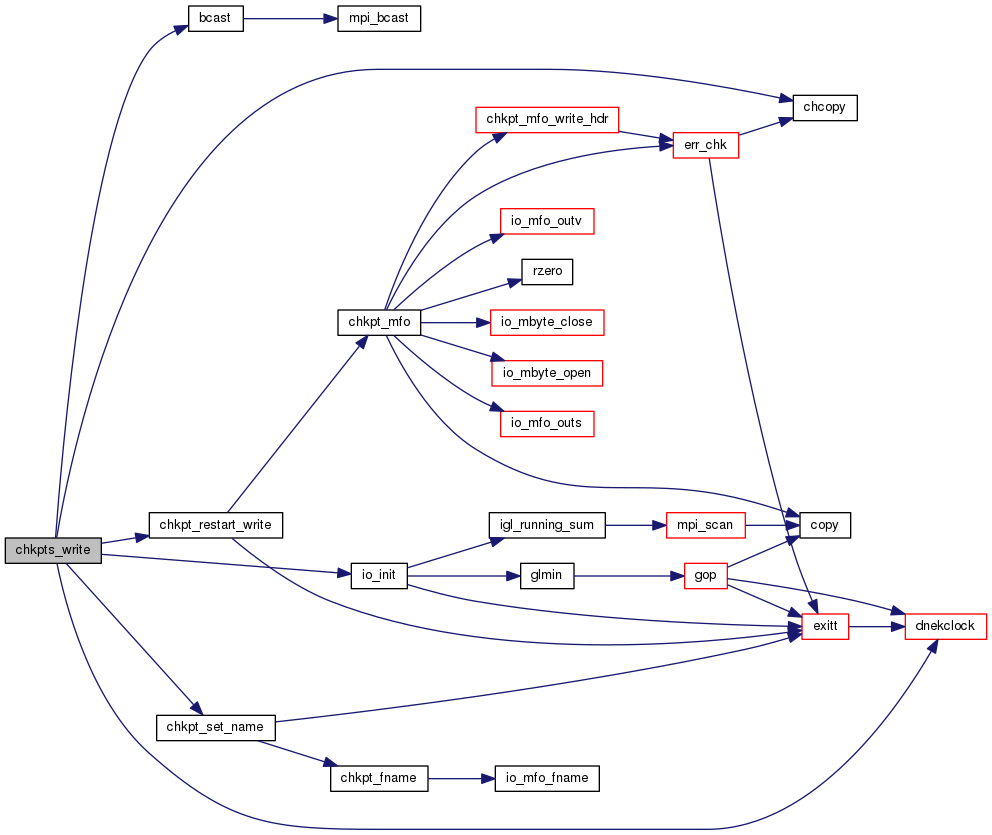 bcast
mpi_bcast
chcopy
chkpt_mfo_write_hdr
err_chk
io_mfo_outv
rzero
chkpt_mfo
io_mbyte_close
io_mbyte_open
io_mfo_outs
chkpt_restart_write
igl_running_sum
mpi_scan
copy
chkpts_write
io_init
glmin
gop
exitt
dnekclock
chkpt_set_name
chkpt_fname
io_mfo_fname